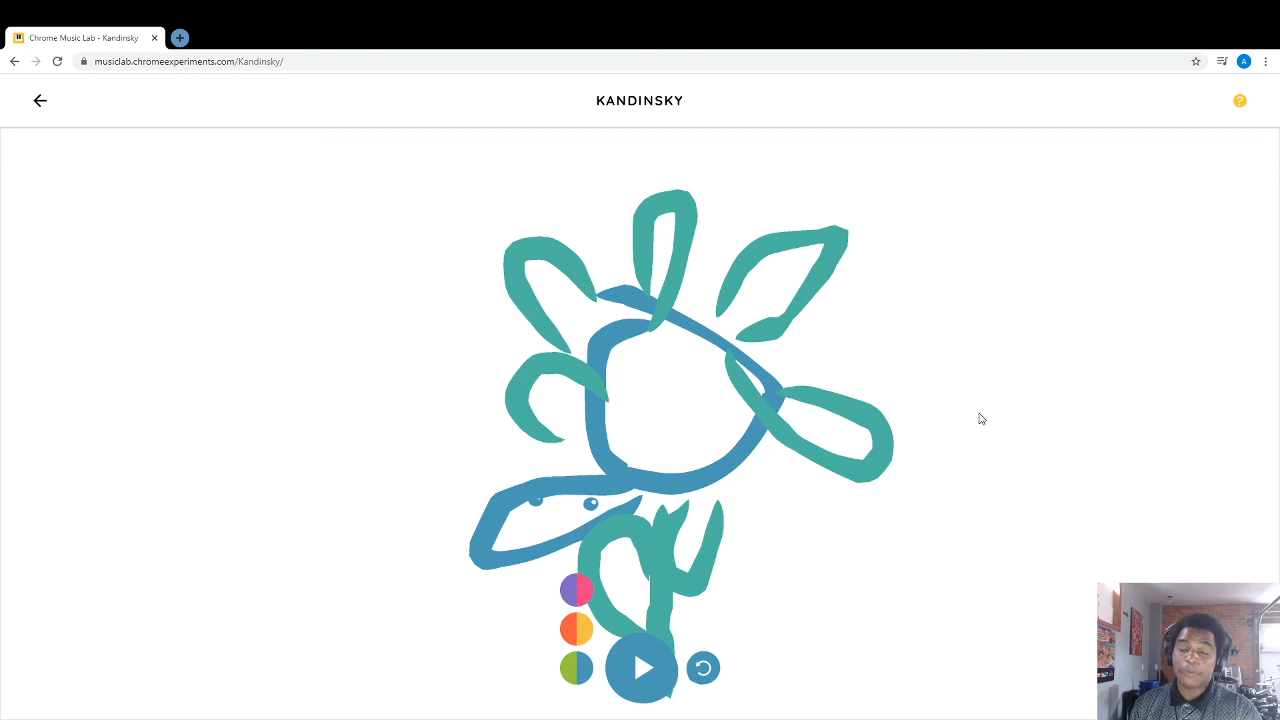 Chrome Music Lab - Kandinsky
musiclab.chromeexperiments.com/Kandinsky/
A
KANDINSKY
?